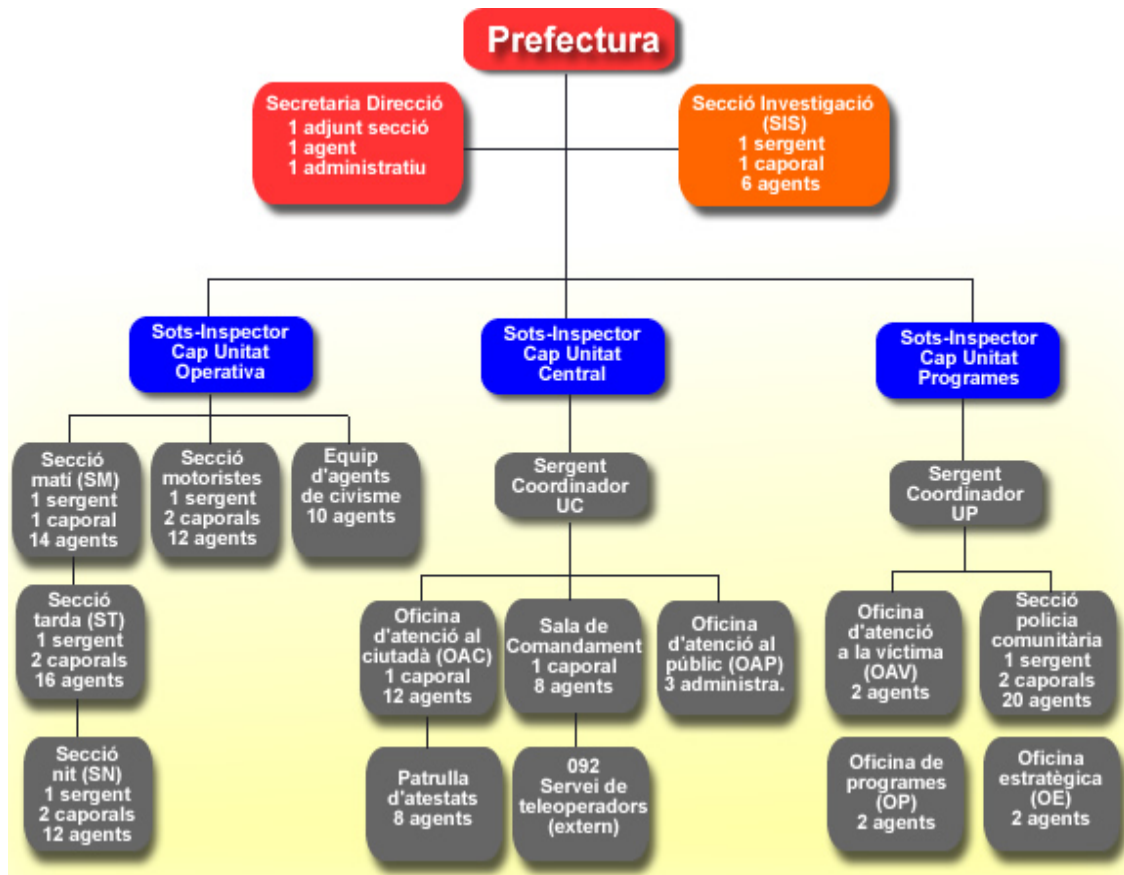 Prefectura
Secretaria Direcció
1 adjunt secció
1 agent
1 administratiu
Secció Investigació
(SIS)
1 sergent
1 caporal
6 agents
Sots-Inspector
Cap Unitat
Operativa
Sots-Inspector
Cap Unitat
Central
Sots-Inspector
Cap Unitat
Programes
Secció
matí (SM)
1 sergent
1 caporal
14 agents
Secció
motoristes
1 sergent
2 caporals
12 agents
Equip
d'agents
de civisme
10 agents
Sergent
Coordinador
UC
Sergent
Coordinador
UP
Secció
tarda (ST)
1 sergent
2 caporals
16 agents
Oficina
d'atenció al
ciutadà (OAC)
1 caporal
12 agents
Sala de
Comandament
1 caporal
8 agents
Oficina
d'atenció al
públic (OAP)
3 administra.
Oficina
d'atenció
a la víctima
(OAV)
2 agents
Secció
policia
comunitària
1 sergent
2 caporals
20 agents
Secció
nit (SN)
1 sergent
2 caporals
12 agents
Patrulla
d'atestats
8 agents
092
Servei de
teleoperadors
(extern)
Oficina de
programes
(OP)
2 agents
Oficina
estratègica
(OE)
2 agents